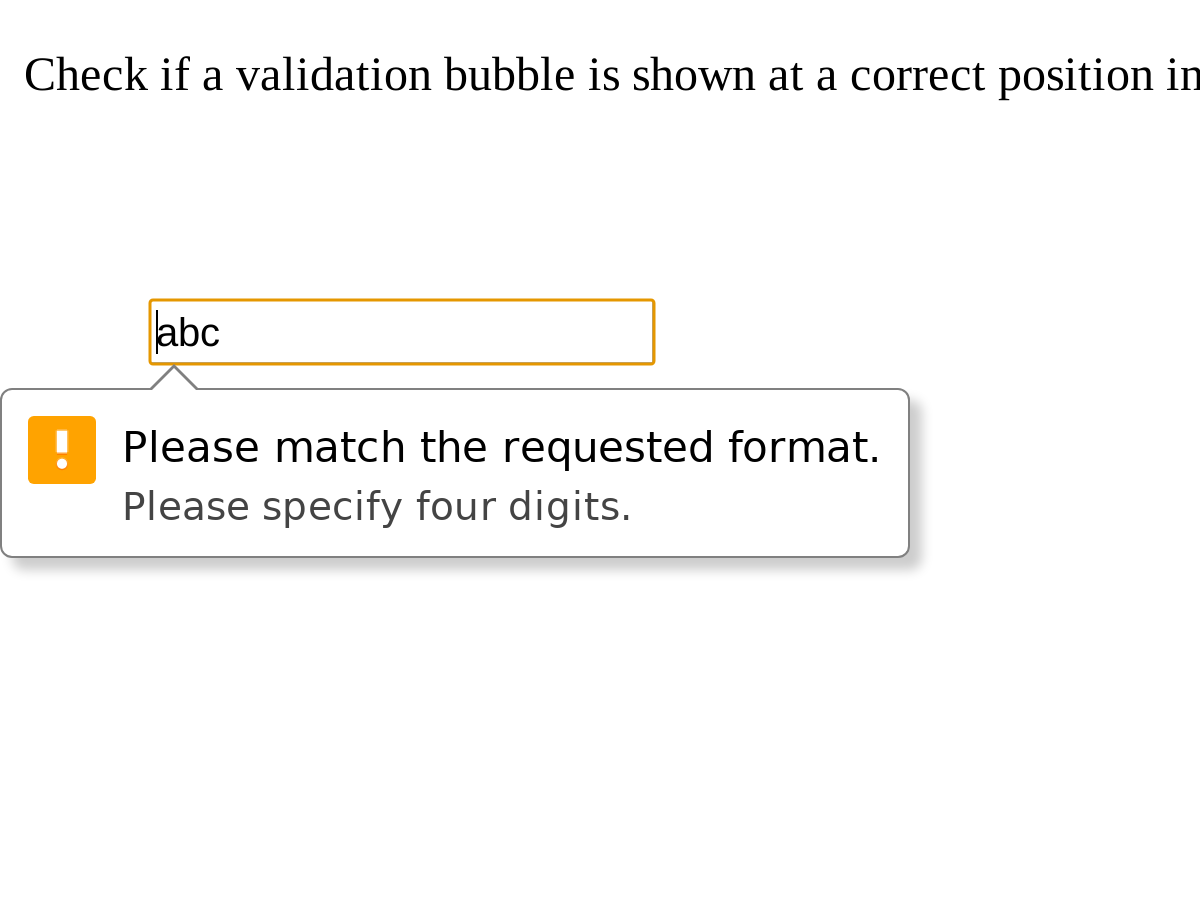 Check if a validation bubble is shown at a correct position in
abc
Please match the requested format.
Please specify four digits.